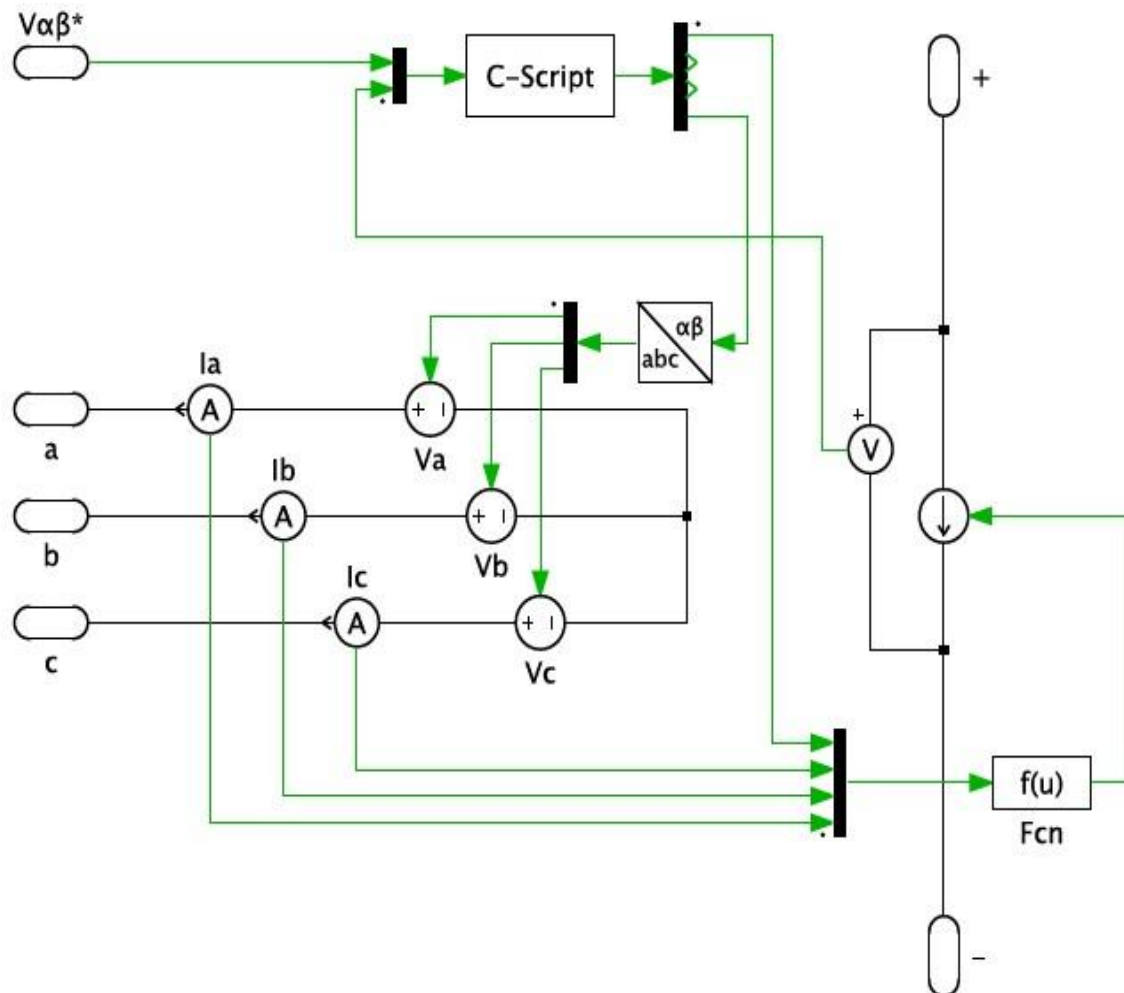 Vαβ*
C-Script
+
αβ
abc
Ia
A
+
a
Va
+
V
Ib
A
+
b
Vb
Ic
A
+
c
Vc
f(u)
Fcn
-